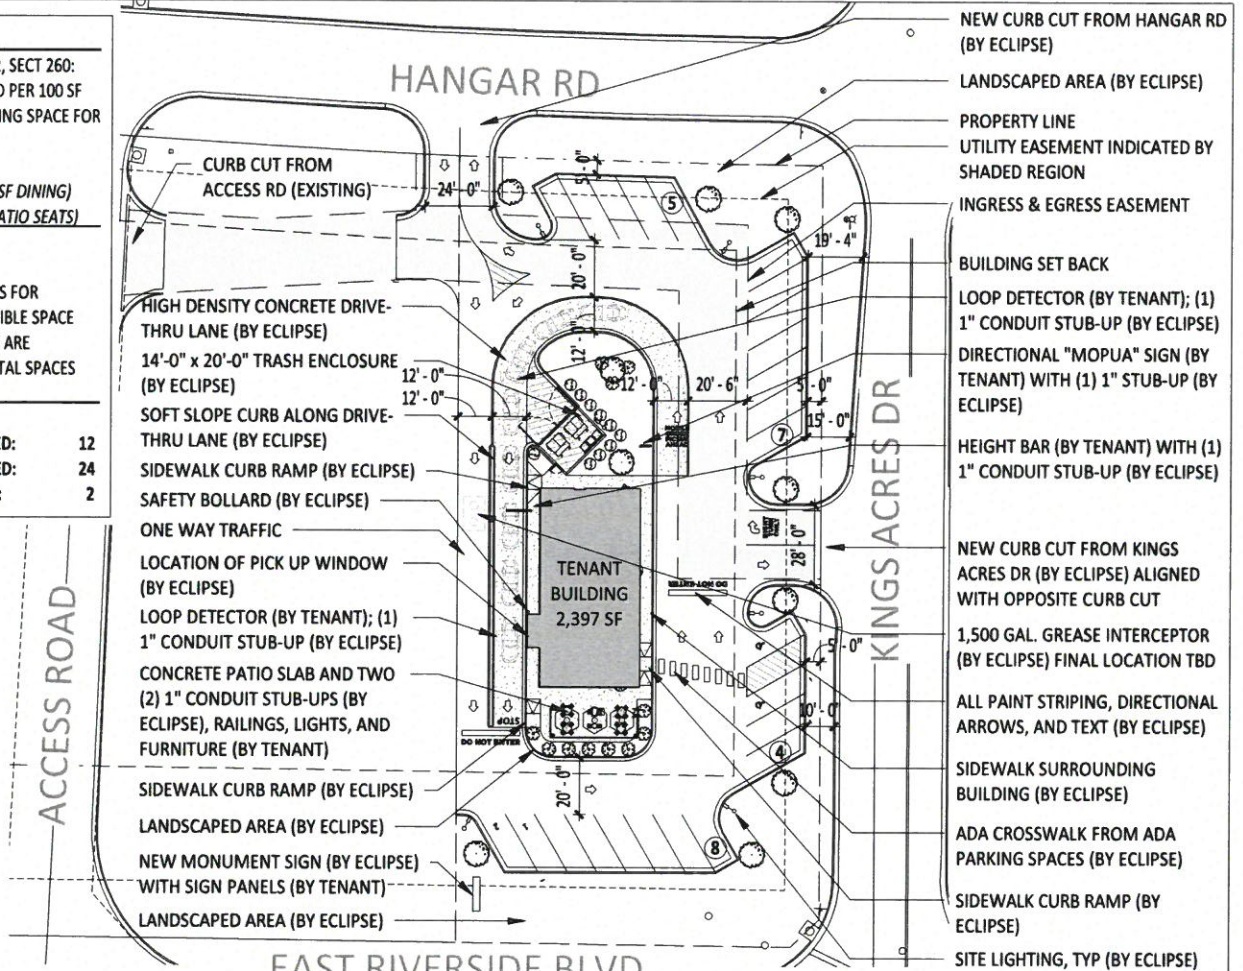 , SECT 260:
D PER 100 SF
ING SPACE FOR
SF DINING)
ATIO SEATS)
S FOR
IBLE SPACE
ARE
TAL SPACES
ED: 12
ED: 24
: 2
HANGAR RD
CURB CUT FROM
ACCESS RD (EXISTING)
24' - 0"
5' - 0"
5
20' - 0"
19' - 4"
HIGH DENSITY CONCRETE DRIVE-
THRU LANE (BY ECLIPSE)
14'-0" x 20'-0" TRASH ENCLOSURE
(BY ECLIPSE)
12' - 0"
12' - 0"
12' - 0"
12' - 0"
20' - 6"
5' - 0"
15' - 0"
7
SOFT SLOPE CURB ALONG DRIVE-
THRU LANE (BY ECLIPSE)
SIDEWALK CURB RAMP (BY ECLIPSE)
SAFETY BOLLARD (BY ECLIPSE)
ONE WAY TRAFFIC
LOCATION OF PICK UP WINDOW
(BY ECLIPSE)
LOOP DETECTOR (BY TENANT); (1)
1" CONDUIT STUB-UP (BY ECLIPSE)
CONCRETE PATIO SLAB AND TWO
(2) 1" CONDUIT STUB-UPS (BY
ECLIPSE), RAILINGS, LIGHTS, AND
FURNITURE (BY TENANT)
SIDEWALK CURB RAMP (BY ECLIPSE)
LANDSCAPED AREA (BY ECLIPSE)
NEW MONUMENT SIGN (BY ECLIPSE)
WITH SIGN PANELS (BY TENANT)
LANDSCAPED AREA (BY ECLIPSE)
TENANT
BUILDING
2,397 SF
28' - 0"
DO NOT ENTER
5' - 0"
10' - 0"
4
STOP
DO NOT ENTER
20' - 0"
2
1
8
ACCESS ROAD
KINGS ACRES DR
EAST RIVERSIDE BLVD
NEW CURB CUT FROM HANGAR RD
(BY ECLIPSE)
LANDSCAPED AREA (BY ECLIPSE)
PROPERTY LINE
UTILITY EASEMENT INDICATED BY
SHADED REGION
INGRESS & EGRESS EASEMENT
BUILDING SET BACK
LOOP DETECTOR (BY TENANT); (1)
1" CONDUIT STUB-UP (BY ECLIPSE)
DIRECTIONAL "MOPUA" SIGN (BY
TENANT) WITH (1) 1" STUB-UP (BY
ECLIPSE)
HEIGHT BAR (BY TENANT) WITH (1)
1" CONDUIT STUB-UP (BY ECLIPSE)
NEW CURB CUT FROM KINGS
ACRES DR (BY ECLIPSE) ALIGNED
WITH OPPOSITE CURB CUT
1,500 GAL. GREASE INTERCEPTOR
(BY ECLIPSE) FINAL LOCATION TBD
ALL PAINT STRIPING, DIRECTIONAL
ARROWS, AND TEXT (BY ECLIPSE)
SIDEWALK SURROUNDING
BUILDING (BY ECLIPSE)
ADA CROSSWALK FROM ADA
PARKING SPACES (BY ECLIPSE)
SIDEWALK CURB RAMP (BY
ECLIPSE)
SITE LIGHTING, TYP (BY ECLIPSE)